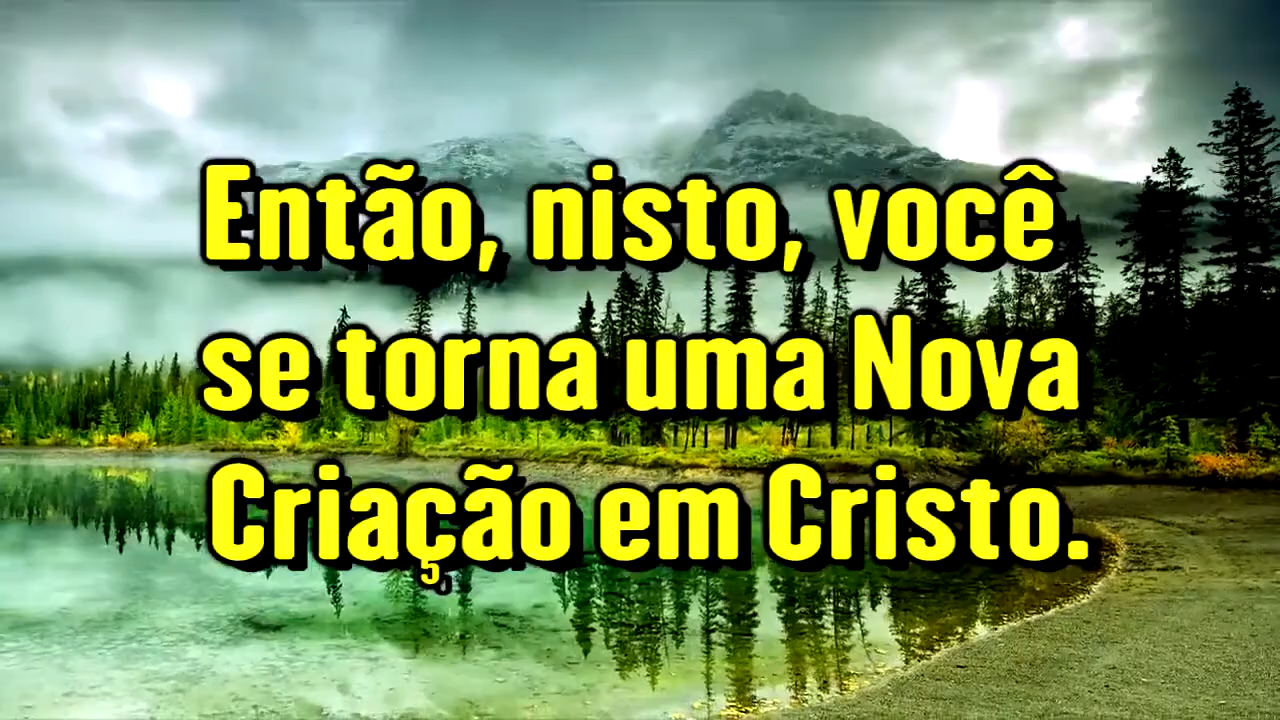 Então, nisto, você
se torna uma Nova
Criação em Cristo.